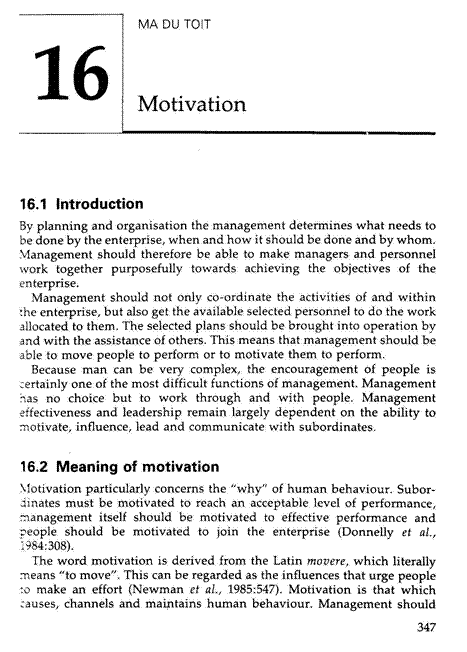 MA DU TOIT
16
Motivation
16.1 Introduction
By planning and organisation the management determines what needs to
be done by the enterprise, when and how it should be done and by whom.
Management should therefore be able to make managers and personnel
work together purposefully towards achieving the objectives of the
enterprise.
Management should not only co-ordinate the activities of and within
the enterprise, but also get the available selected personnel to do the work
allocated to them. The selected plans should be brought into operation by
and with the assistance of others. This means that management should be
able to move people to perform or to motivate them to perform.
Because man can be very complex, the encouragement of people is
certainly one of the most difficult functions of management. Management
has no choice but to work through and with people. Management
effectiveness and leadership remain largely dependent on the ability to
motivate, influence, lead and communicate with subordinates.
16.2 Meaning of motivation
Motivation particularly concerns the "why" of human behaviour. Subor-
dinates must be motivated to reach an acceptable level of performance,
management itself should be motivated to effective performance and
people should be motivated to join the enterprise (Donnelly et al.,
1984:308).
The word motivation is derived from the Latin movere, which literally
means "to move". This can be regarded as the influences that urge people
to make an effort (Newman et al., 1985:547). Motivation is that which
causes, channels and maintains human behaviour. Management should
347